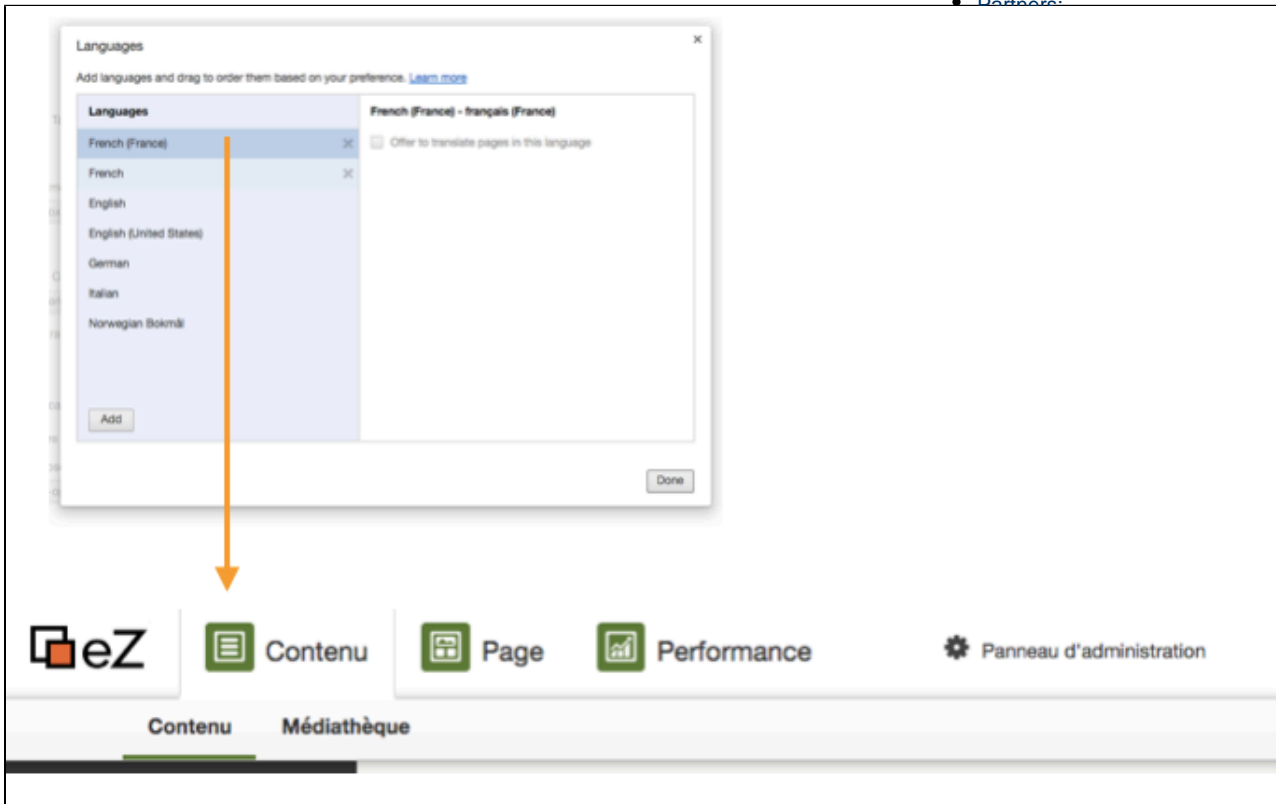 Partners:
Languages
×
Add languages and drag to order them based on your preference. Learn more
Languages
French (France) - français (France)
French (France)
Offer to translate pages in this language
French
English
English (United States)
German
Italian
Norwegian Bokmål
Add
Done
eZ
Contenu
Page
Performance
Panneau d'administration
Contenu
Médiathèque